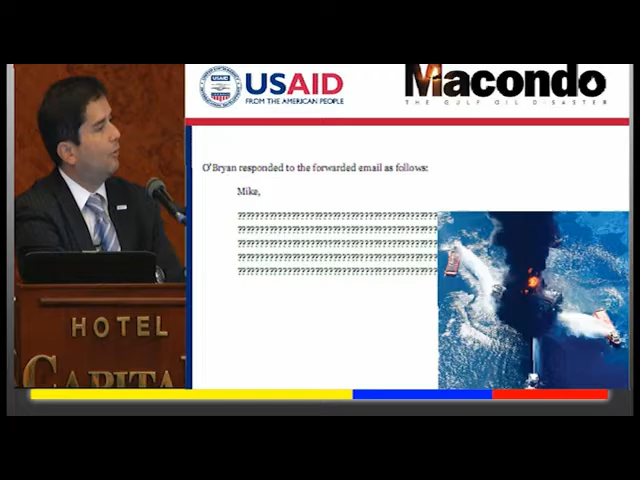 USAID
FROM THE AMERICAN PEOPLE
Macondo
THE GULF OIL DISASTER
O'Bryan responded to the forwarded email as follows:
Mike,
????????????????????????????????????????????
????????????????????????????????????????????
????????????????????????????????????????????
????????????????????????????????????????????
????????????????????????????????????????????
HOTEL
CAPITA